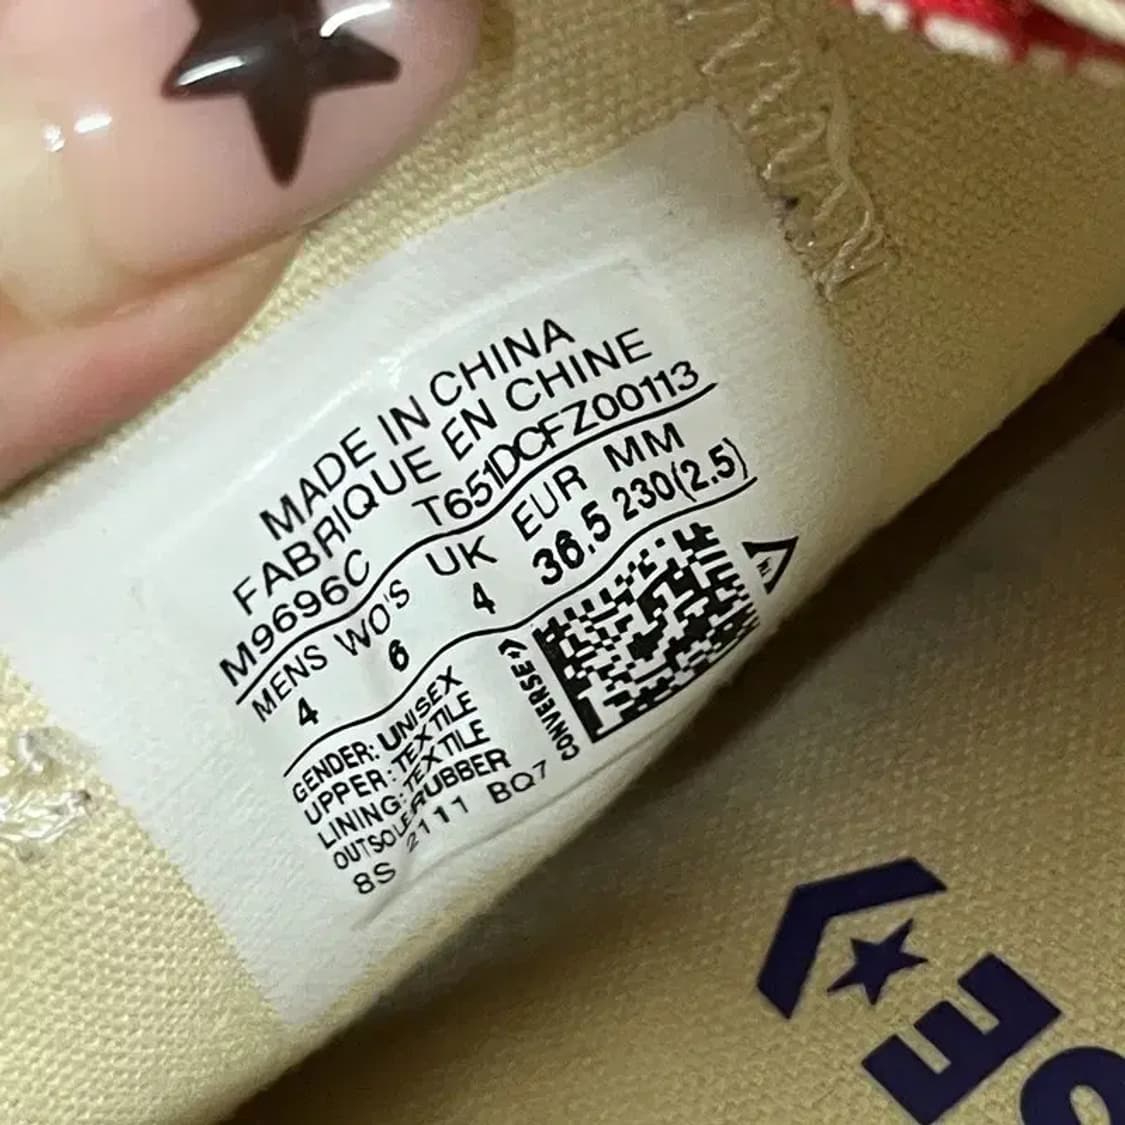 MADE IN CHINA
FABRIQUE EN CHINE
M9696C T651DCFZ00113
MENS WO'S UK EUR MM
4 6 4 36.5 230(2.5)
GENDER: UNISEX
UPPER: TEXTILE
LINING: TEXTILE
OUTSOLE:RUBBER
8S 2111 BQ7
CONVERSE
TM